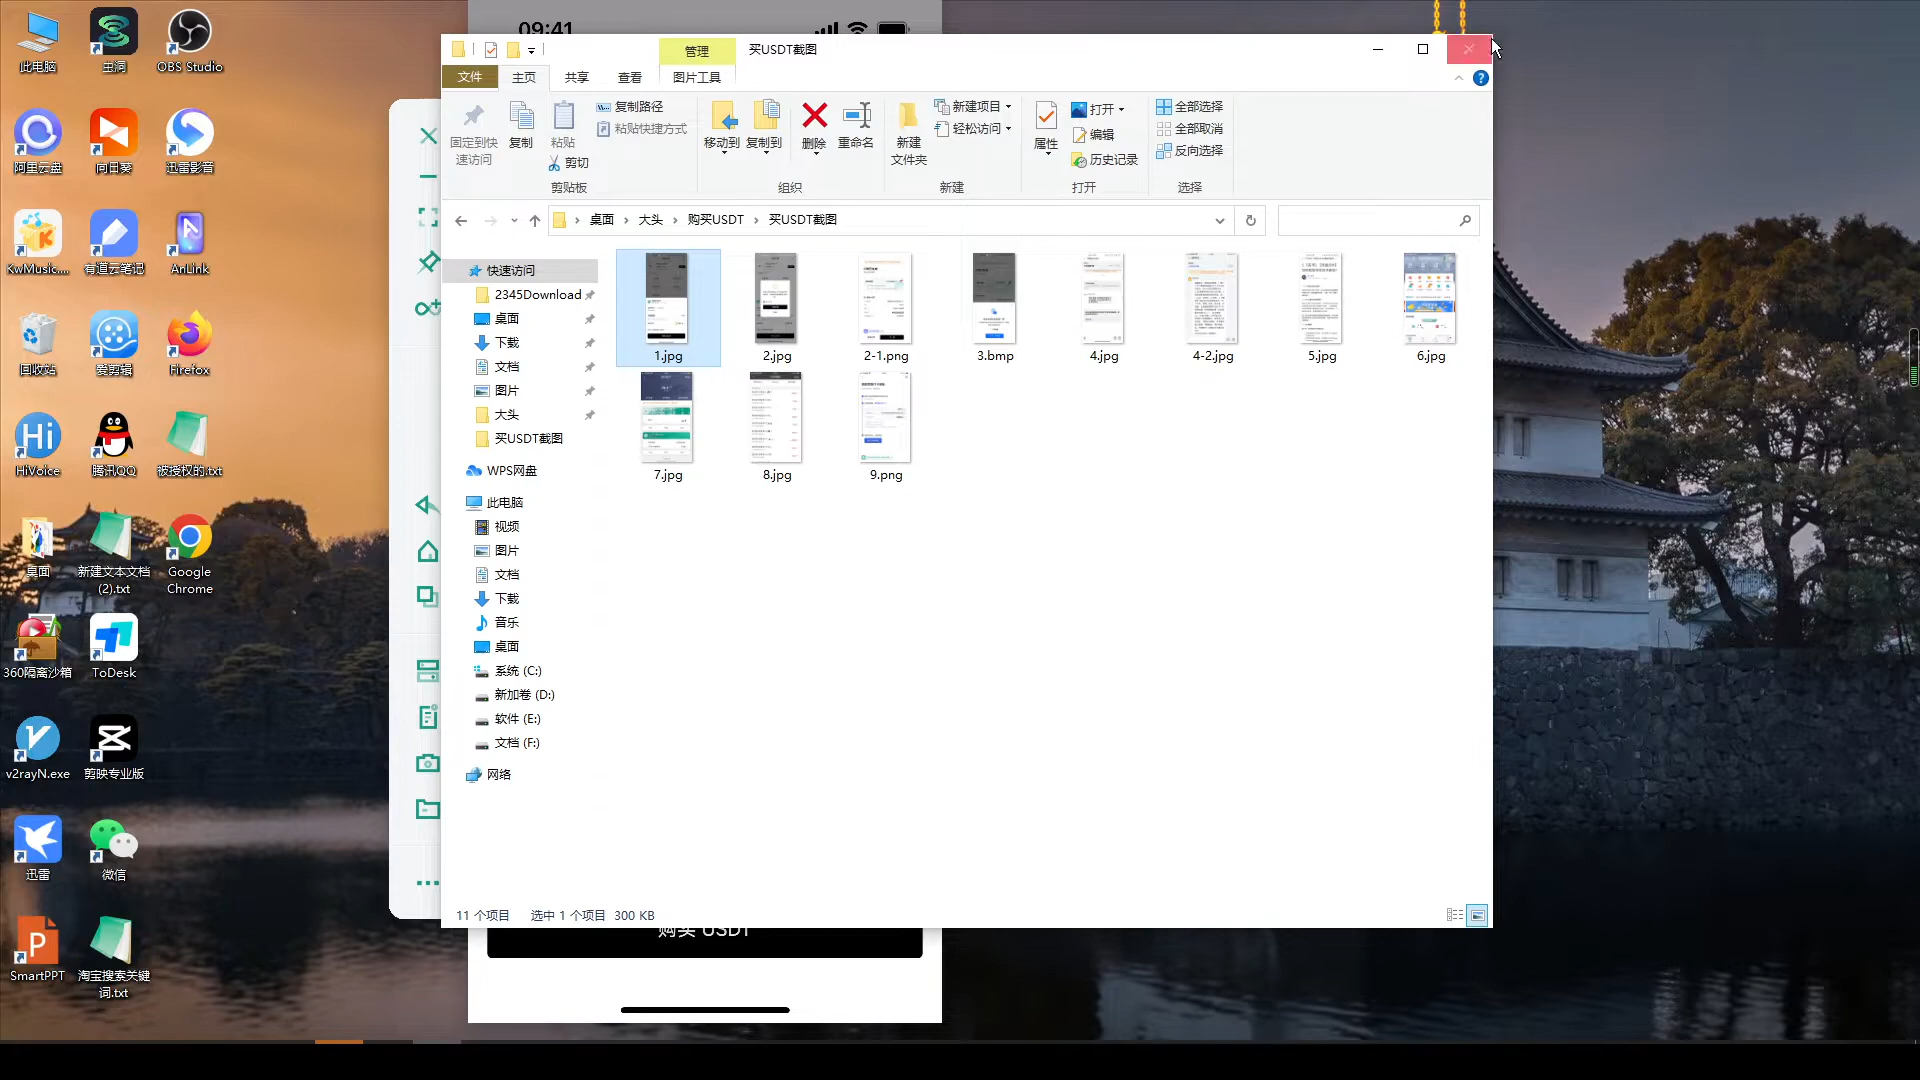 09:41
管理
买USDT截图
文件
主页
共享
查看
图片工具
固定到快
速访问
复制
粘贴
复制路径
粘贴快捷方式
剪切
剪贴板
移动到
复制到
删除
重命名
组织
新建
文件夹
新建项目
轻松访问
新建
属性
打开
编辑
历史记录
打开
全部选择
全部取消
反向选择
选择
桌面
大头
购买USDT
买USDT截图
快速访问
2345Download
桌面
下载
文档
图片
大头
买USDT截图
WPS网盘
此电脑
视频
图片
文档
下载
音乐
桌面
系统 (C:)
新加卷 (D:)
软件 (E:)
文档 (F:)
网络
1.jpg
2.jpg
2-1.png
3.bmp
4.jpg
4-2.jpg
5.jpg
6.jpg
7.jpg
8.jpg
9.png
11 个项目
选中 1 个项目 300 KB
购买 USDT
此电脑
OBS Studio
阿里云盘
向日葵
迅雷影音
KwMusic....
有道云笔记
AnLink
回收站
爱剪辑
Firefox
Hi
HiVoice
腾讯QQ
被授权的.txt
桌面
新建文本文档
(2).txt
Google
Chrome
360隔离沙箱
ToDesk
v2rayN.exe
剪映专业版
迅雷
微信
P
SmartPPT
淘宝搜索关键
词.txt